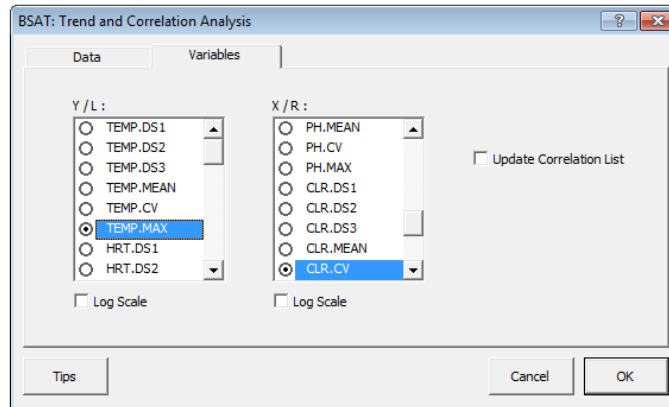 BSAT: Trend and Correlation Analysis
?
Data
Variables
Y / L :
TEMP.DS1
TEMP.DS2
TEMP.DS3
TEMP.MEAN
TEMP.CV
TEMP.MAX
HRT.DS1
HRT.DS2
Log Scale
X / R :
PH.MEAN
PH.CV
PH.MAX
CLR.DS1
CLR.DS2
CLR.DS3
CLR.MEAN
CLR.CV
Log Scale
Update Correlation List
Tips
Cancel
OK